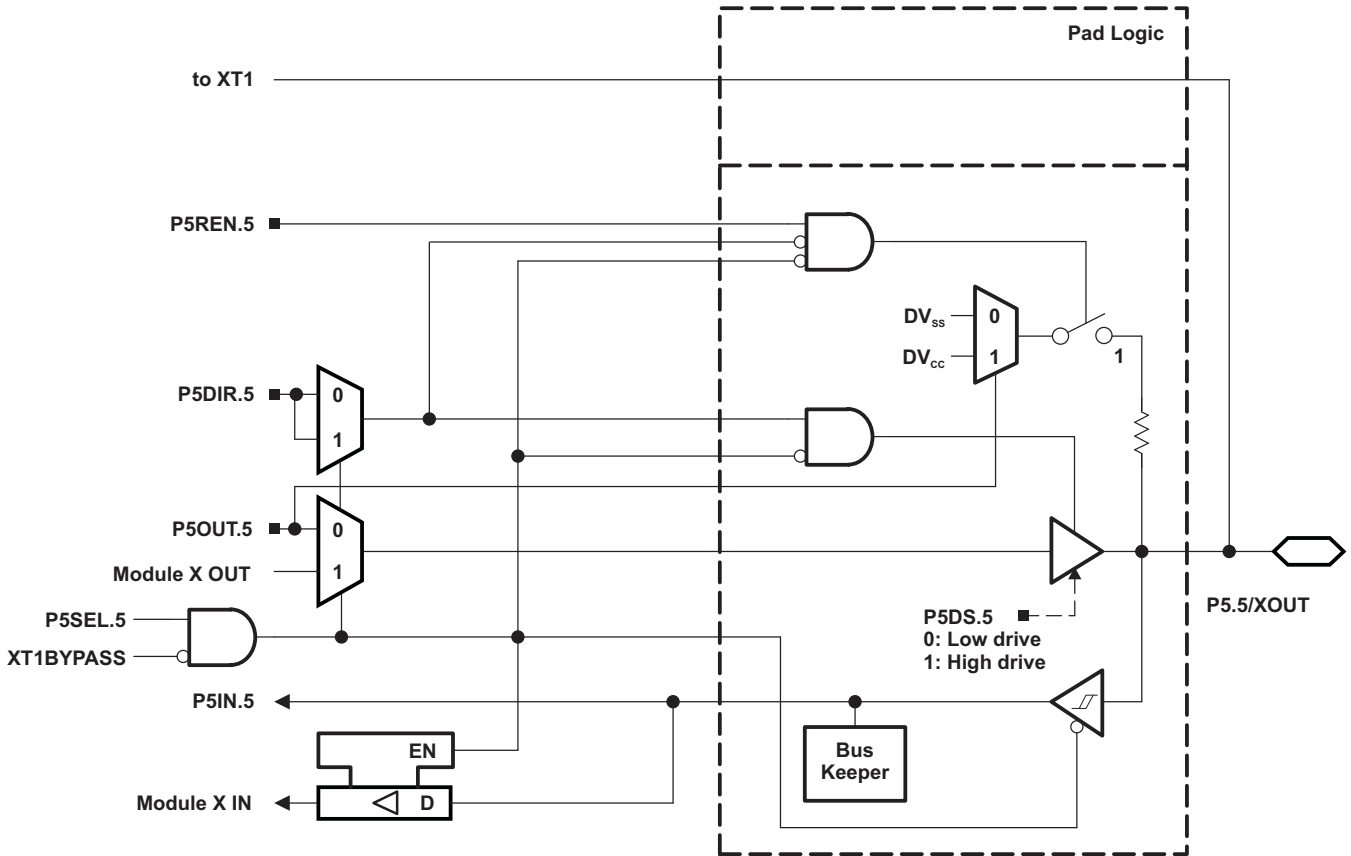 Pad Logic
to XT1
P5REN.5
DVss
0
DVcc
1
1
P5DIR.5
0
1
P5OUT.5
0
Module X OUT
1
P5SEL.5
XT1BYPASS
P5DS.5
0: Low drive
1: High drive
P5.5/XOUT
P5IN.5
EN
Bus
Keeper
Module X IN
D